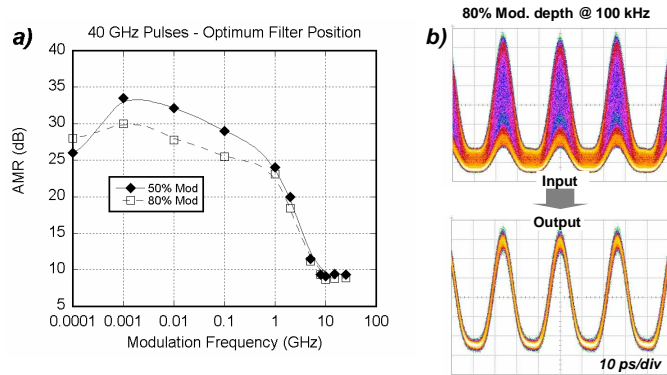 a)
40 GHz Pulses - Optimum Filter Position
AMR (dB)
40
35
30
25
20
15
10
5
50% Mod
80% Mod
0.0001 0.001 0.01 0.1 1 10 100
Modulation Frequency (GHz)
b)
80% Mod. depth @ 100 kHz
Input
Output
10 ps/div